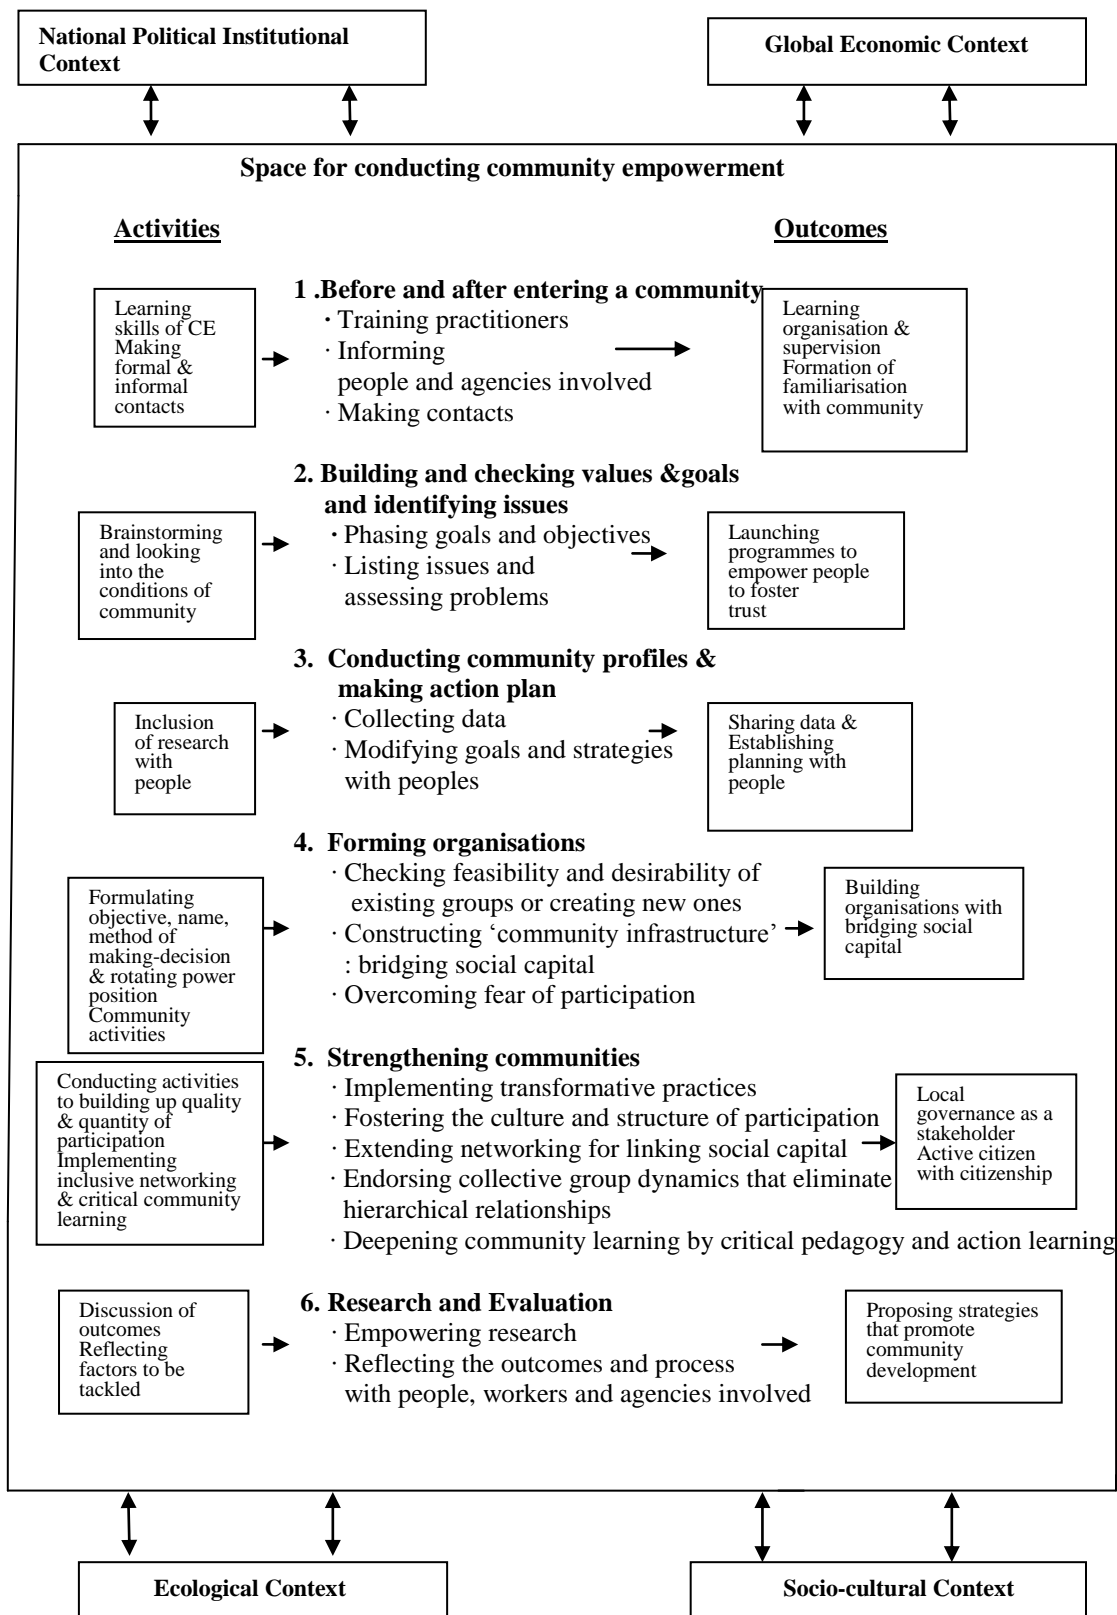 National Political Institutional
Context
Global Economic Context
Space for conducting community empowerment
Activities
Outcomes
Learning
skills of CE
Making
formal &
informal
contacts
1 .Before and after entering a community
· Training practitioners
· Informing
people and agencies involved
· Making contacts
Learning
organisation &
supervision
Formation of
familiarisation
with community
Brainstorming
and looking
into the
conditions of
community
2. Building and checking values &goals
and identifying issues
· Phasing goals and objectives
· Listing issues and
assessing problems
Launching
programmes to
empower people
to foster
trust
Inclusion
of research
with
people
3.  Conducting community profiles &
making action plan
· Collecting data
· Modifying goals and strategies
with peoples
Sharing data &
Establishing
planning with
people
Formulating
objective, name,
method of
making-decision
& rotating power
position
Community
activities
4.  Forming organisations
· Checking feasibility and desirability of
existing groups or creating new ones
· Constructing ‘community infrastructure’
: bridging social capital
· Overcoming fear of participation
Building
organisations with
bridging social
capital
Conducting activities
to building up quality
& quantity of
participation
Implementing
inclusive networking
& critical community
learning
5.  Strengthening communities
· Implementing transformative practices
· Fostering the culture and structure of participation
· Extending networking for linking social capital
· Endorsing collective group dynamics that eliminate
hierarchical relationships
· Deepening community learning by critical pedagogy and action learning
Local
governance as a
stakeholder
Active citizen
with citizenship
Discussion of
outcomes
Reflecting
factors to be
tackled
6. Research and Evaluation
· Empowering research
· Reflecting the outcomes and process
with people, workers and agencies involved
Proposing strategies
that promote
community
development
Ecological Context
Socio-cultural Context